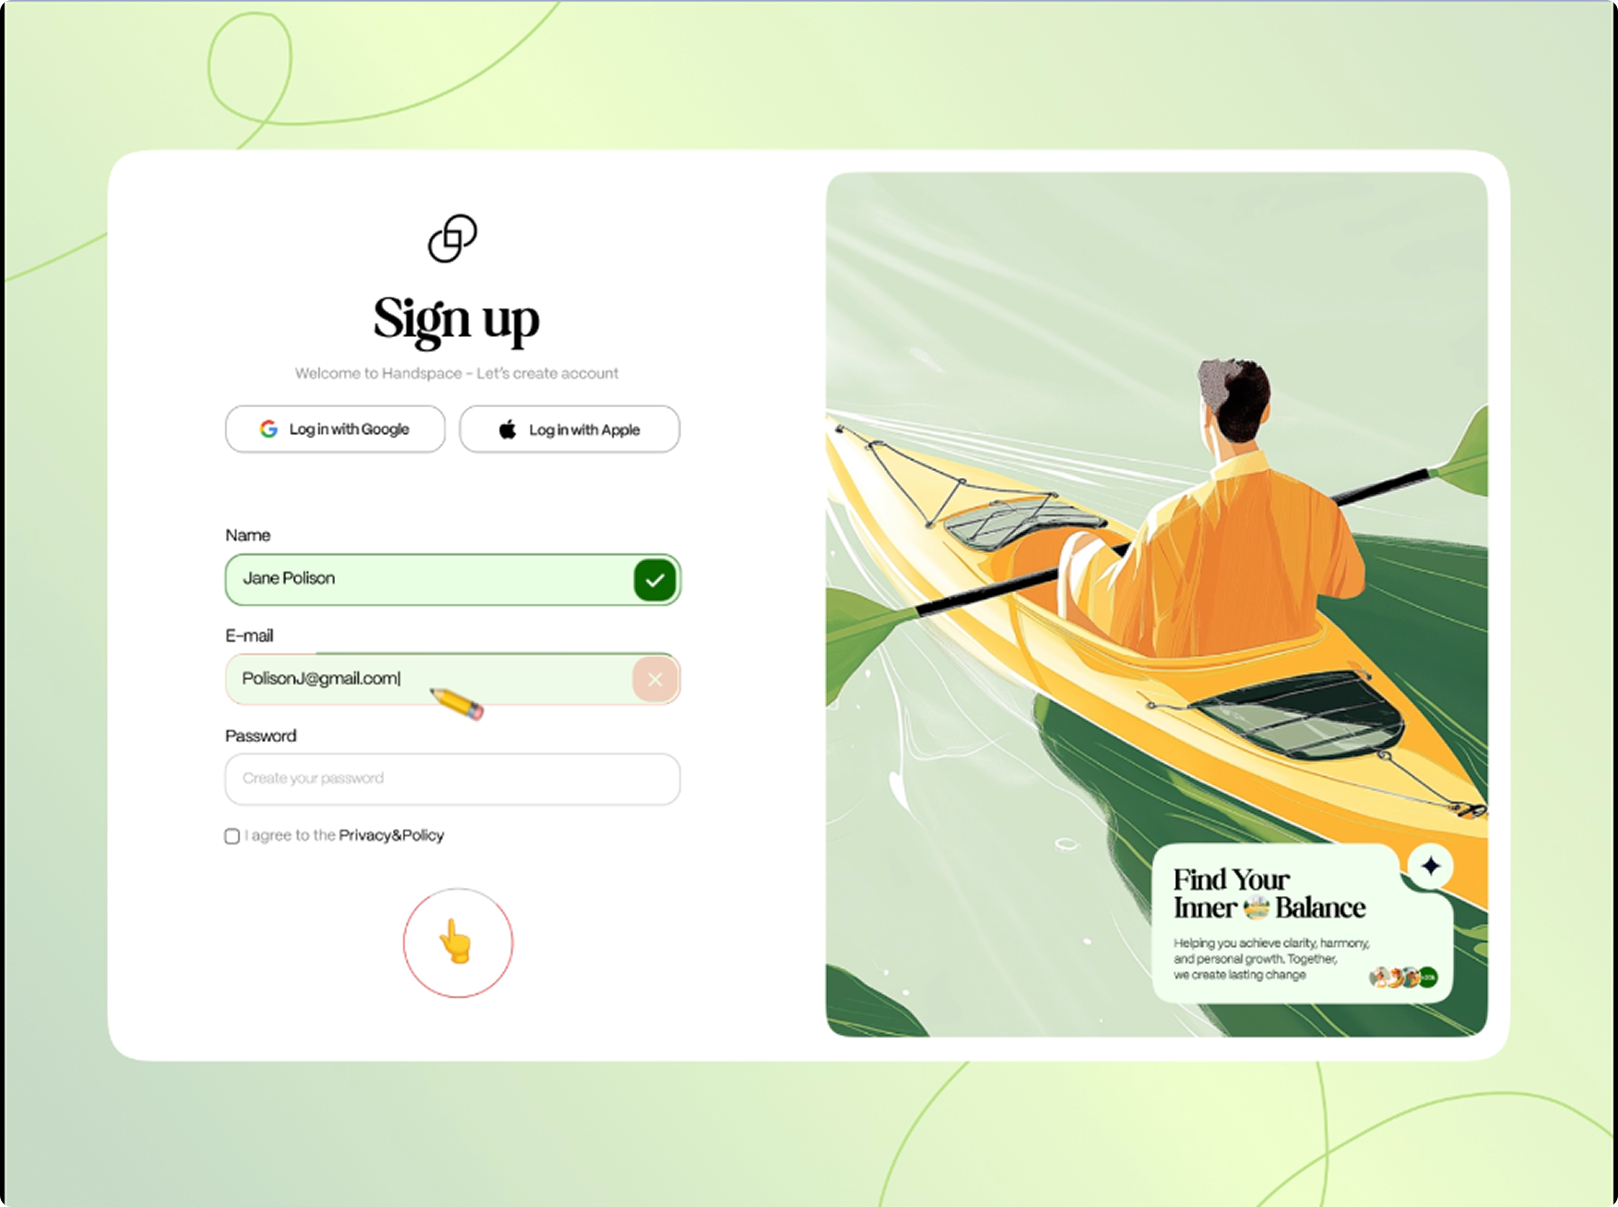 Sign up
Welcome to Handspace - Let's create account
Log in with Google
Log in with Apple
Name
Jane Polison
E-mail
PolisonJ@gmail.com
Password
Create your password
I agree to the Privacy&Policy
Find Your
Inner Balance
Helping you achieve clarity, harmony,
and personal growth. Together,
we create lasting change